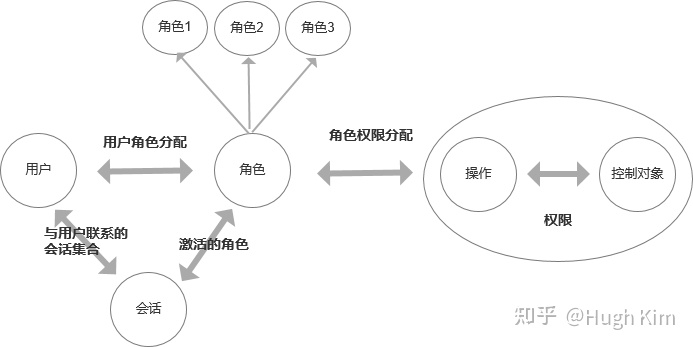 角色1
角色2
角色3
用户角色分配
角色权限分配
用户
角色
操作
控制对象
权限
与用户联系的
会话集合
激活的角色
会话
知乎 @Hugh Kim